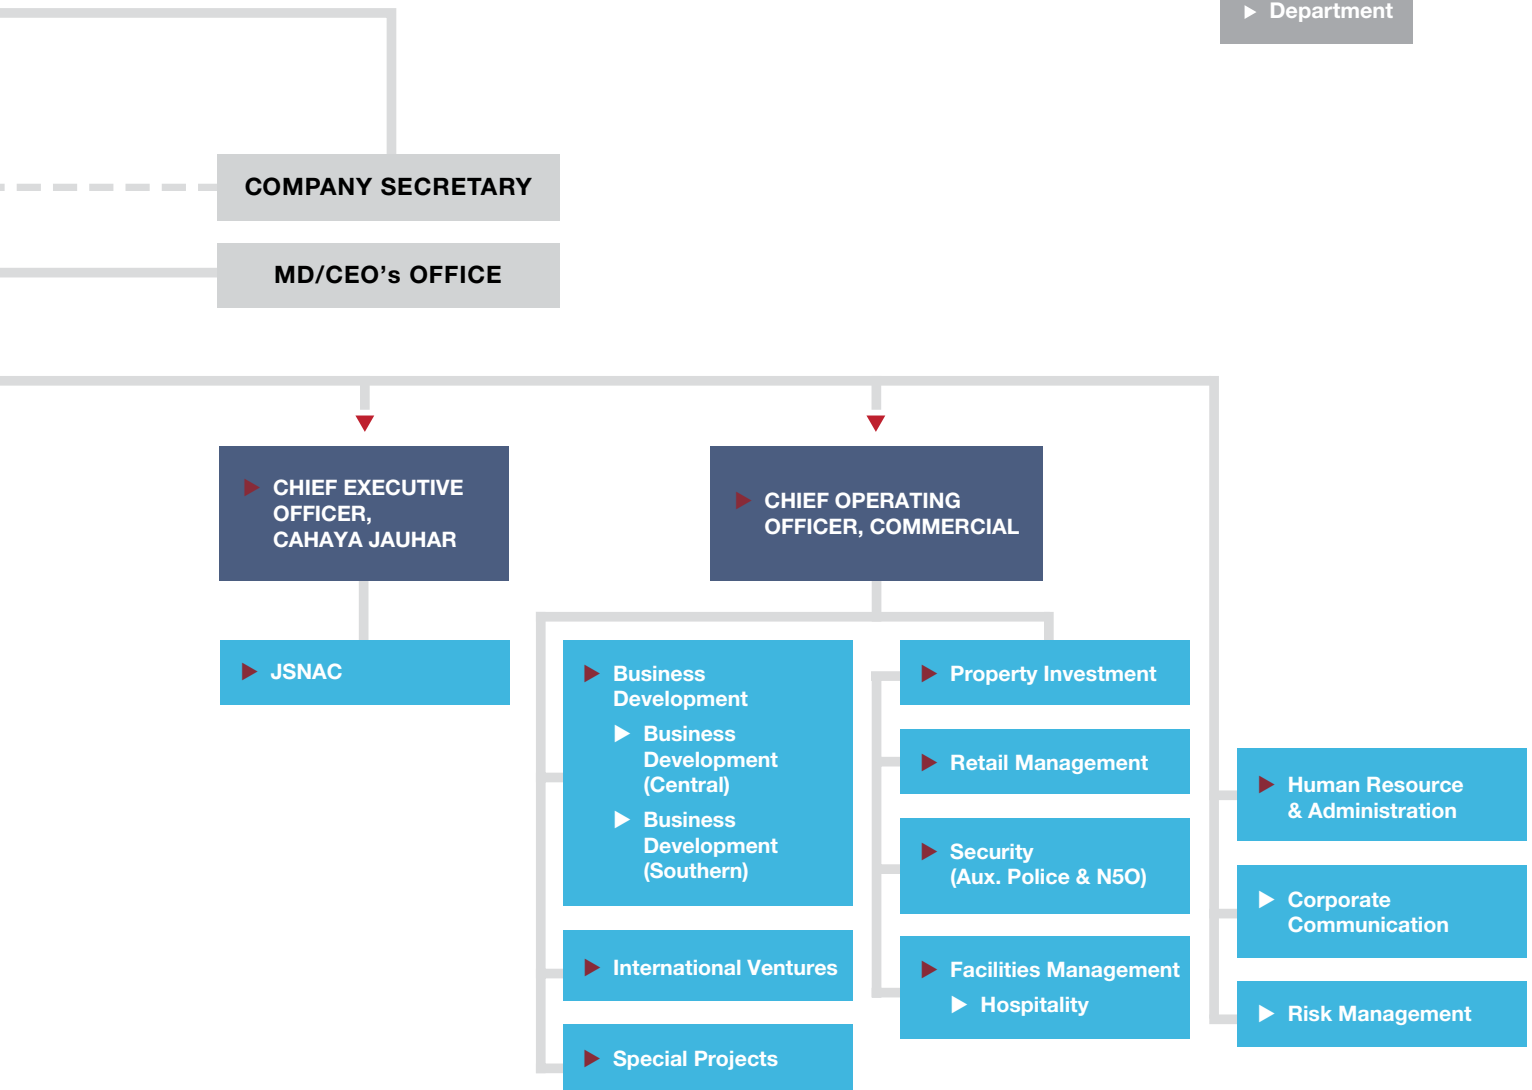 Department
COMPANY SECRETARY
MD/CEO’s OFFICE
CHIEF EXECUTIVE
OFFICER,
CAHAYA JAUHAR
CHIEF OPERATING
OFFICER, COMMERCIAL
JSNAC
Business
Development
Business
Development
(Central)
Business
Development
(Southern)
International Ventures
Special Projects
Property Investment
Retail Management
Security
(Aux. Police & N5O)
Facilities Management
Hospitality
Human Resource
& Administration
Corporate
Communication
Risk Management